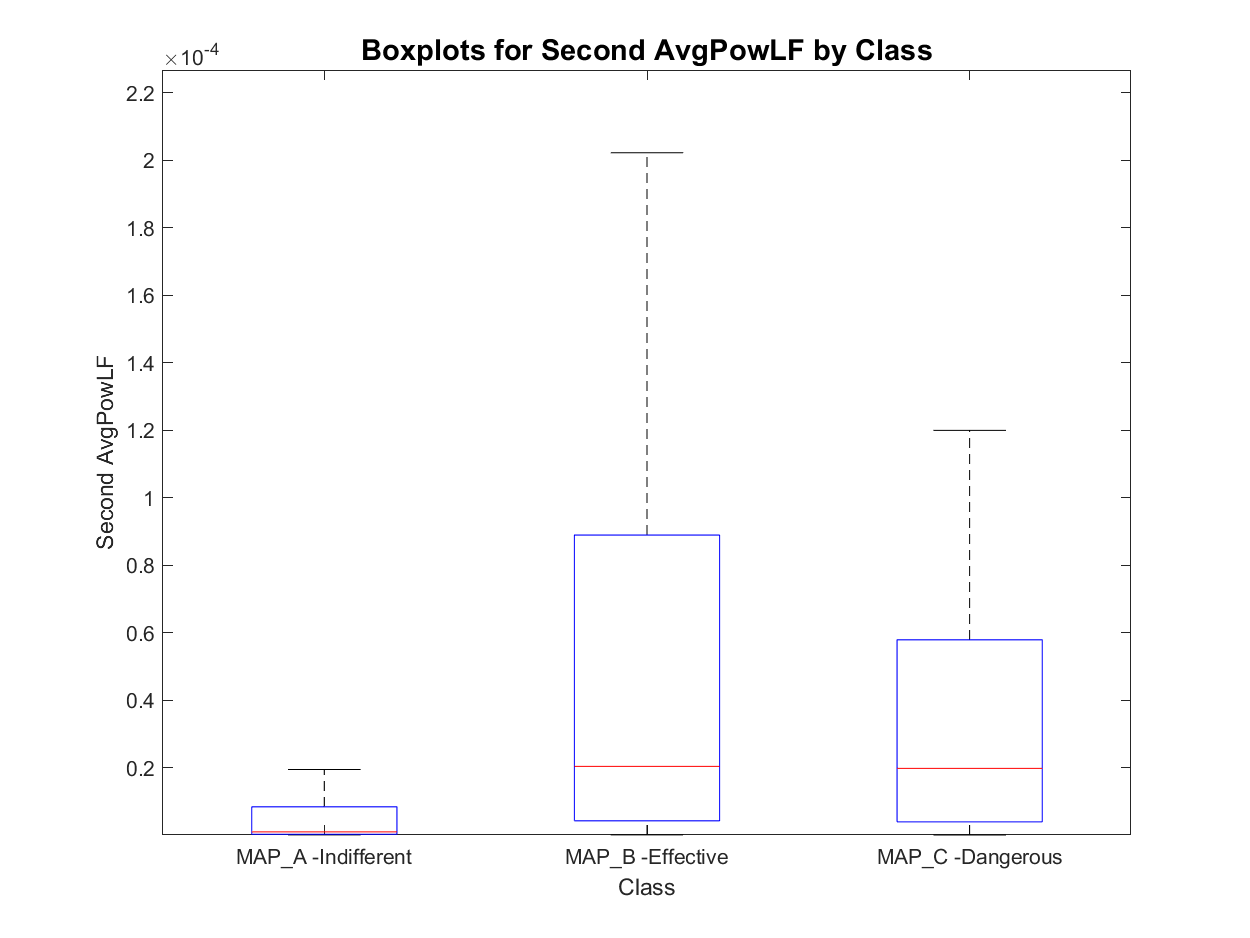 Boxplots for Second AvgPowLF by Class
×10-4
2.2
2
1.8
1.6
1.4
1.2
1
0.8
0.6
0.4
0.2
Second AvgPowLF
MAP_A -Indifferent
MAP_B -Effective
MAP_C -Dangerous
Class